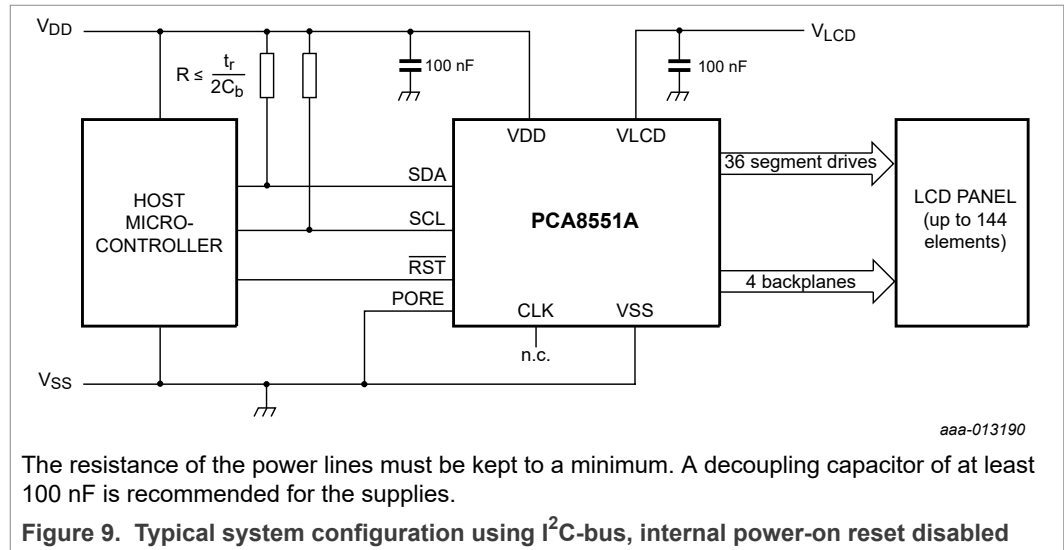 VDD
VLCD
R ≤ tr/2Cb
100 nF
100 nF
VDD
VLCD
HOST
MICRO-
CONTROLLER
SDA
SCL
RST
PORE
PCA8551A
CLK
VSS
n.c.
36 segment drives
4 backplanes
LCD PANEL
(up to 144
elements)
VSS
aaa-013190
The resistance of the power lines must be kept to a minimum. A decoupling capacitor of at least
100 nF is recommended for the supplies.
Figure 9. Typical system configuration using I²C-bus, internal power-on reset disabled